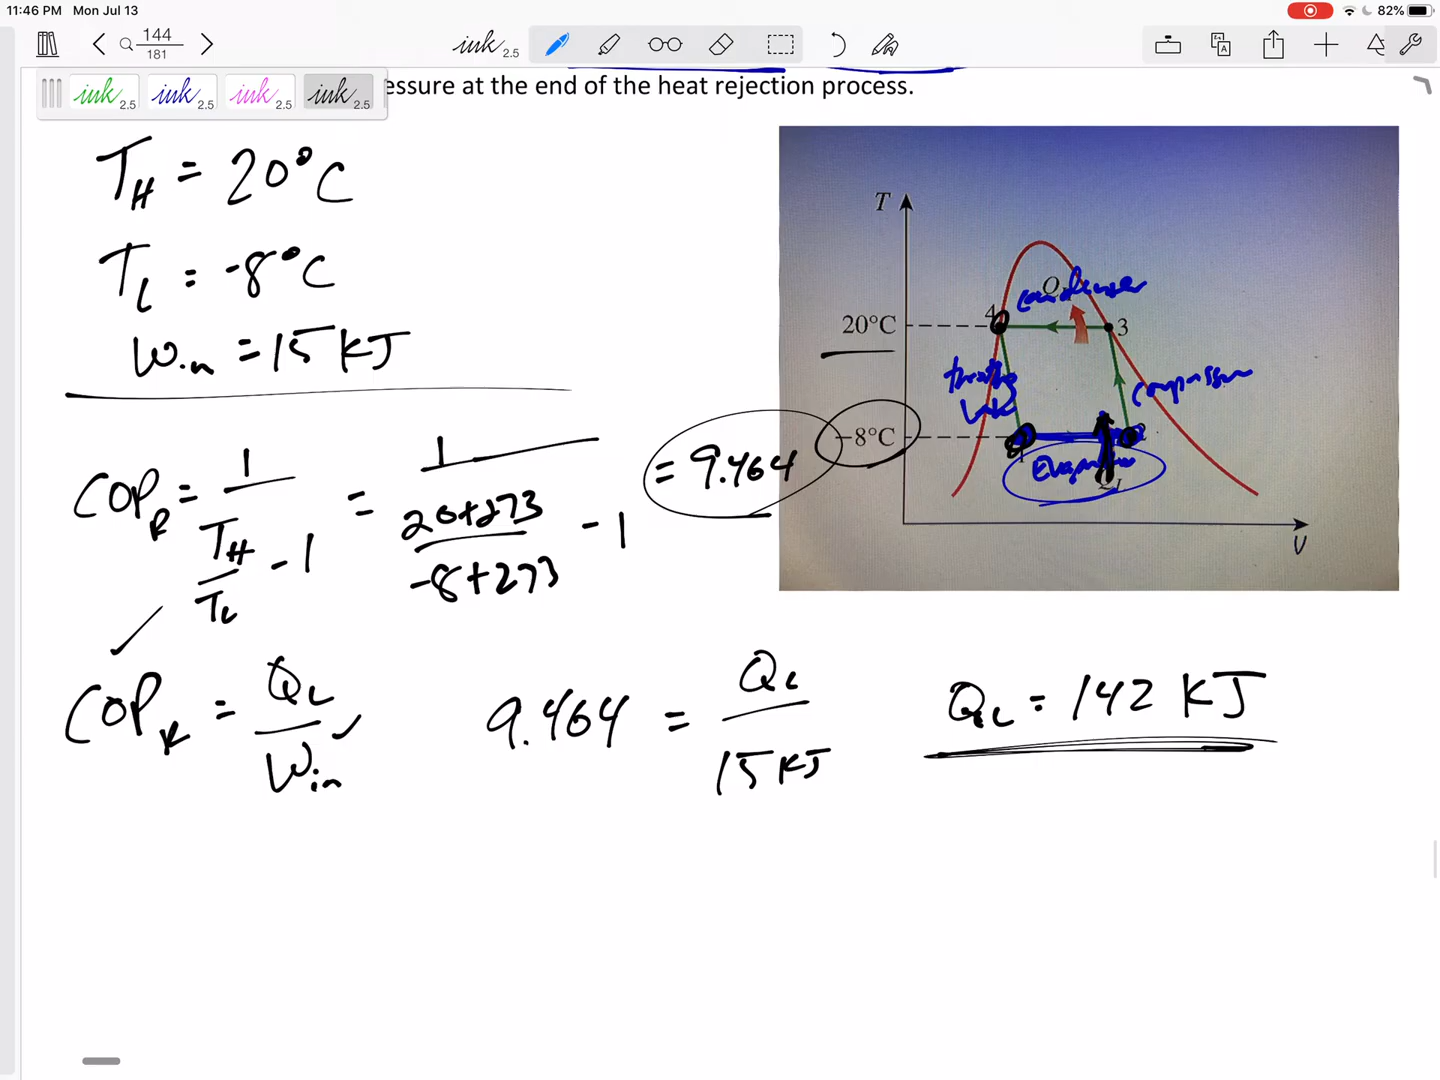 11:46 PM Mon Jul 13
82%
144
181
ink 2.5
ink 2.5
ink 2.5
ink 2.5
ink 2.5
essure at the end of the heat rejection process.
T_H = 20°C
T_L = -8°C
W_in = 15 KJ
COP_R = 1 / (T_H/T_L - 1) = 1 / ((20+273)/(-8+273) - 1) = 9.464
COP_R = Q_L / W_in
9.464 = Q_L / 15 KJ
Q_L = 142 KJ
T
condenser
4
20°C
3
throttle
compressor
-8°C
1
2
Evaporator
v